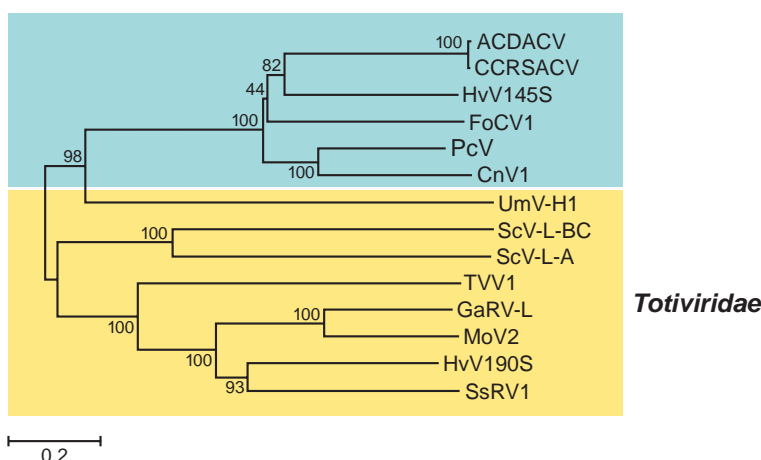 100 ACDACV
CCRSACV
82
44 HvV145S
100 FoCV1
PcV
98 100 CnV1
UmV-H1
100 ScV-L-BC
ScV-L-A
TVV1
Totiviridae
100 GaRV-L
100 MoV2
100 HvV190S
93 SsRV1
0.2